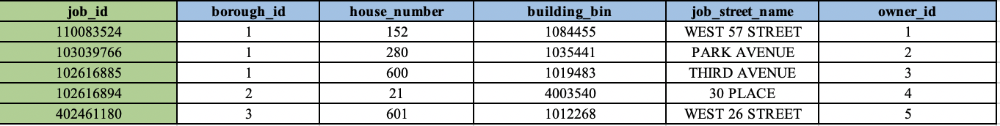 job_id borough_id house_number building_bin job_street_name owner_id
110083524 1 152 1084455 WEST 57 STREET 1
103039766 1 280 1035441 PARK AVENUE 2
102616885 1 600 1019483 THIRD AVENUE 3
102616894 2 21 4003540 30 PLACE 4
402461180 3 601 1012268 WEST 26 STREET 5